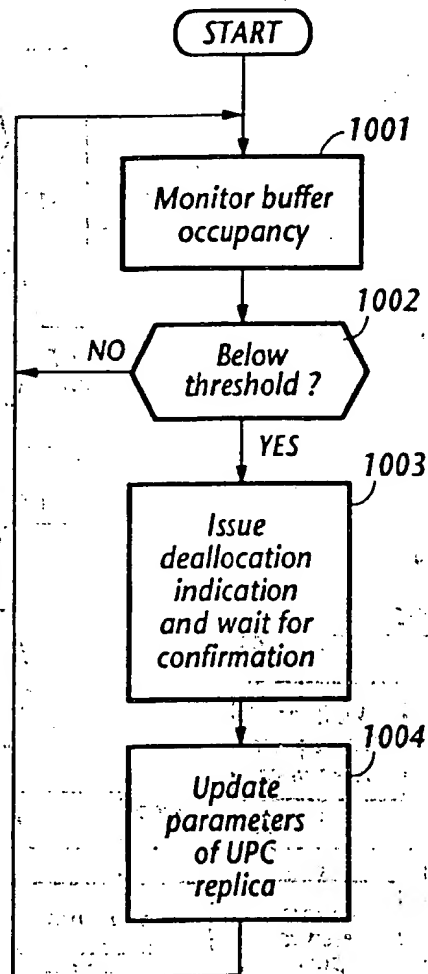 START
1001
Monitor buffer
occupancy
1002
NO
Below
threshold ?
YES
1003
Issue
deallocation
indication
and wait for
confirmation
1004
Update
parameters
of UPC
replica